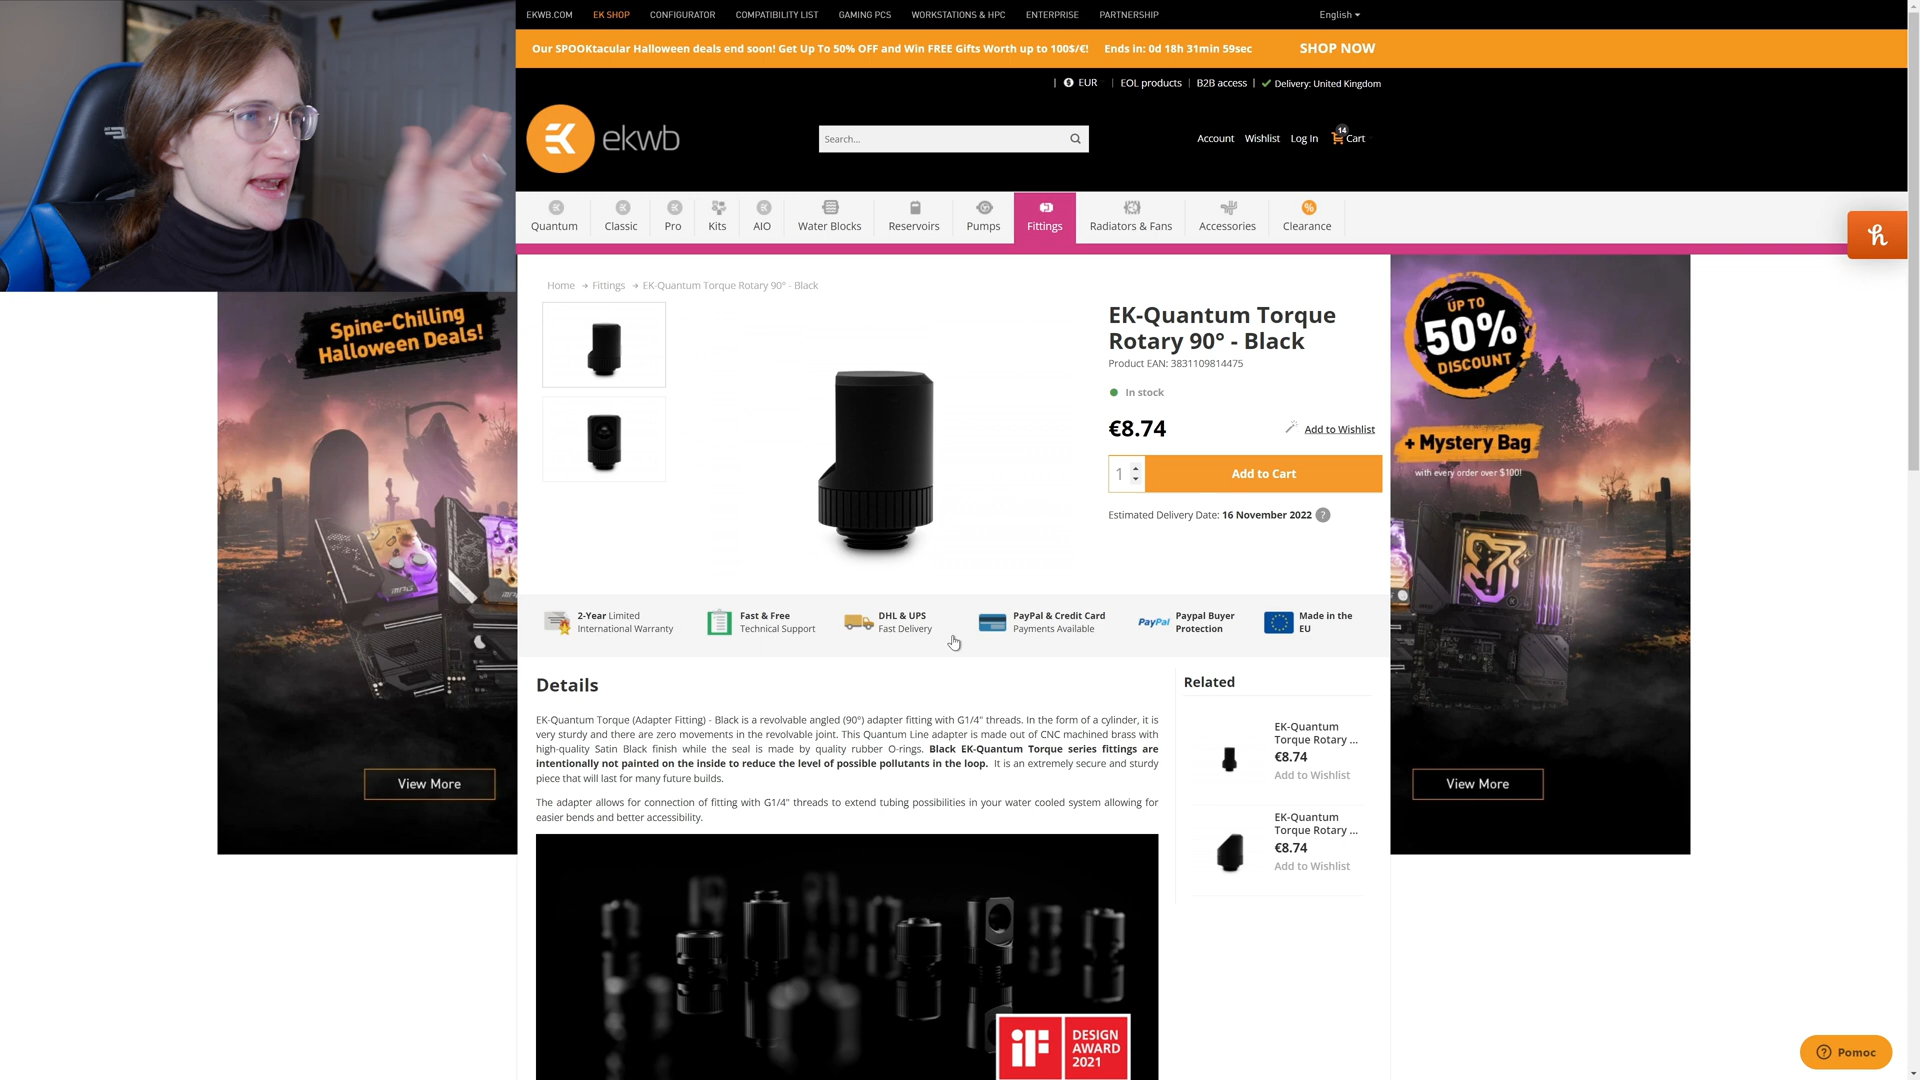 EKWB.COM EK SHOP CONFIGURATOR COMPATIBILITY LIST GAMING PCS WORKSTATIONS & HPC ENTERPRISE PARTNERSHIP English
Our SPOOKtacular Halloween deals end soon! Get Up To 50% OFF and Win FREE Gifts Worth up to 100$/€! Ends in: 0d 18h 31min 59sec SHOP NOW
EUR | EOL products | B2B access | Delivery: United Kingdom
ekwb
Search...
Account Wishlist Log In 14 Cart
Quantum Classic Pro Kits AIO Water Blocks Reservoirs Pumps Fittings Radiators & Fans Accessories Clearance
Home → Fittings → EK-Quantum Torque Rotary 90° - Black
Spine-Chilling
Halloween Deals!
View More
EK-Quantum Torque
Rotary 90° - Black
Product EAN: 3831109814475
In stock
€8.74
Add to Wishlist
1
Add to Cart
Estimated Delivery Date: 16 November 2022 ?
UP TO
50%
DISCOUNT
+ Mystery Bag
with every order over $100!
View More
2-Year Limited
International Warranty
Fast & Free
Technical Support
DHL & UPS
Fast Delivery
PayPal & Credit Card
Payments Available
PayPal
Paypal Buyer
Protection
Made in the
EU
Details
EK-Quantum Torque (Adapter Fitting) - Black is a revolvable angled (90°) adapter fitting with G1/4" threads. In the form of a cylinder, it is
very sturdy and there are zero movements in the revolvable joint. This Quantum Line adapter is made out of CNC machined brass with
high-quality Satin Black finish while the seal is made by quality rubber O-rings. Black EK-Quantum Torque series fittings are
intentionally not painted on the inside to reduce the level of possible pollutants in the loop. It is an extremely secure and sturdy
piece that will last for many future builds.
The adapter allows for connection of fitting with G1/4" threads to extend tubing possibilities in your water cooled system allowing for
easier bends and better accessibility.
Related
EK-Quantum
Torque Rotary ...
€8.74
Add to Wishlist
EK-Quantum
Torque Rotary ...
€8.74
Add to Wishlist
iF
DESIGN
AWARD
2021
? Pomoc